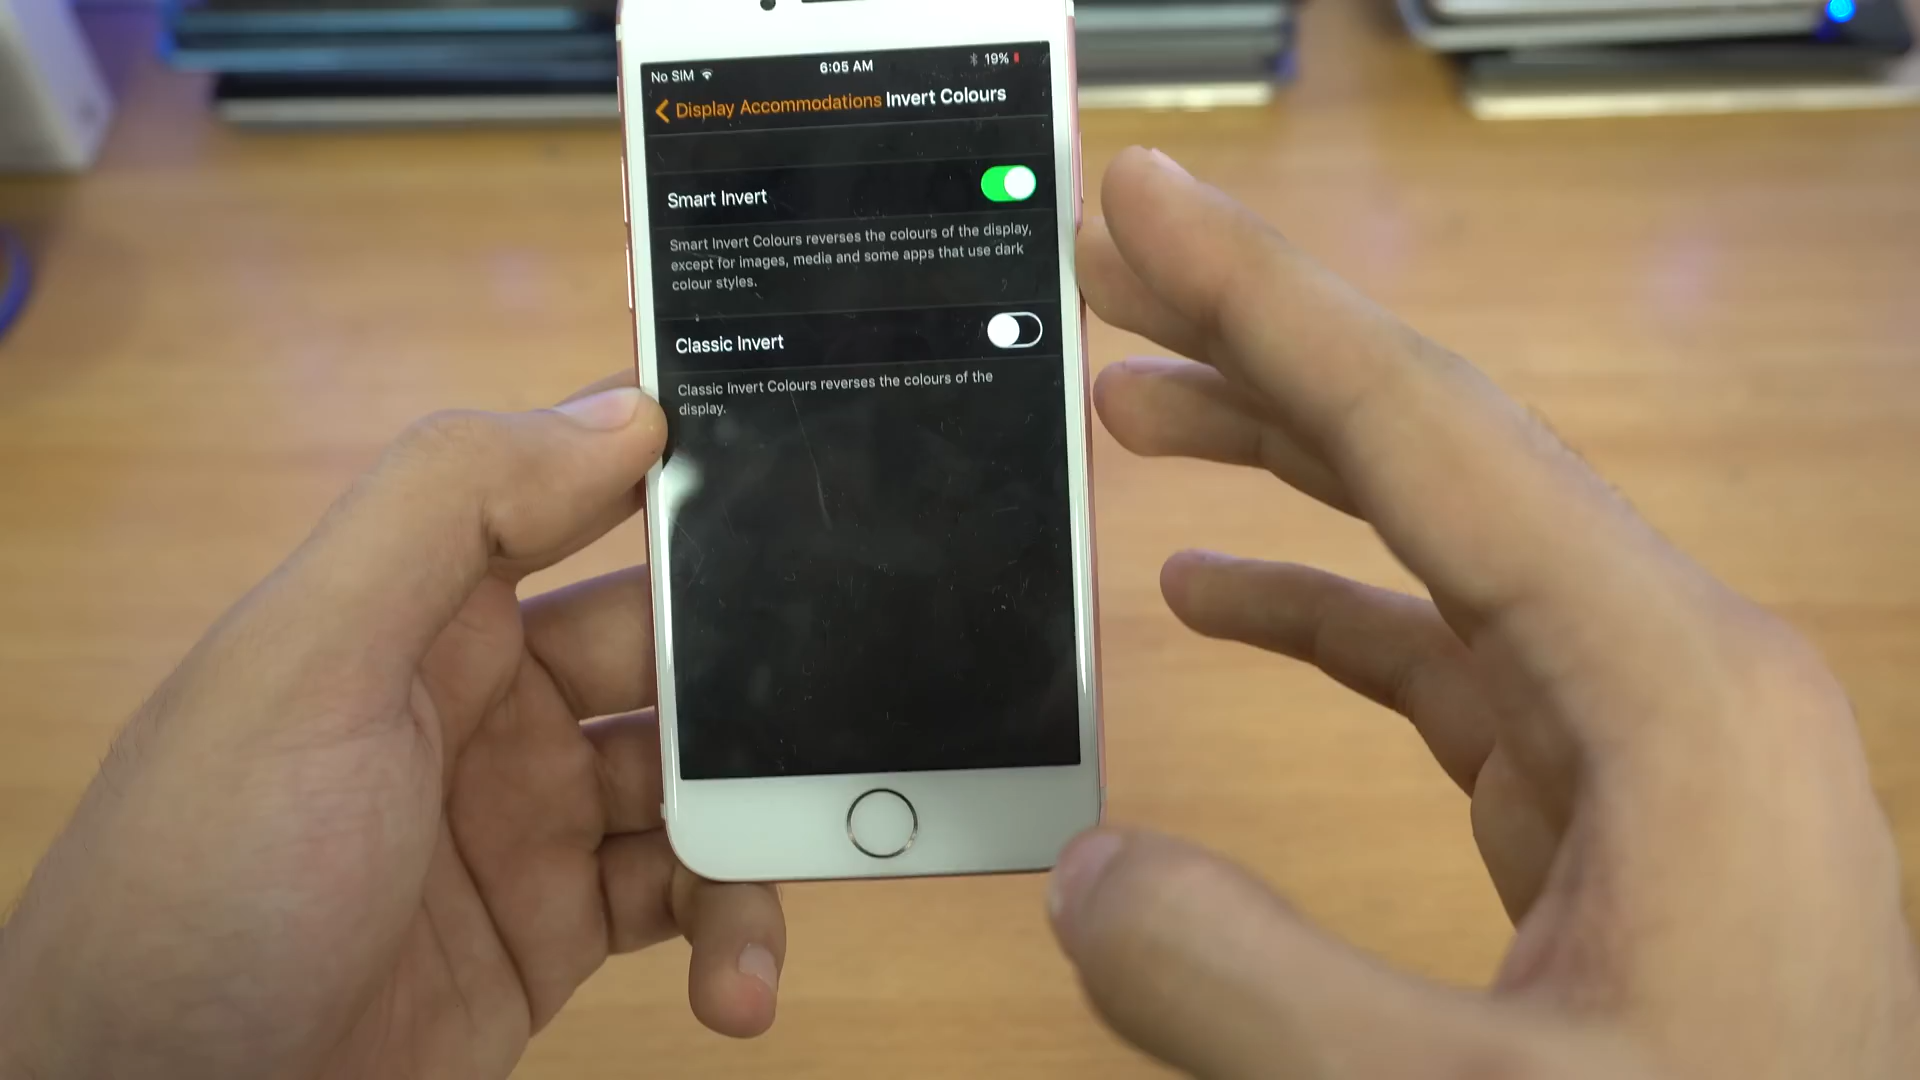 No SIM 6:05 AM 19%
Display Accommodations Invert Colours
Smart Invert
Smart Invert Colours reverses the colours of the display,
except for images, media and some apps that use dark
colour styles.
Classic Invert
Classic Invert Colours reverses the colours of the
display.